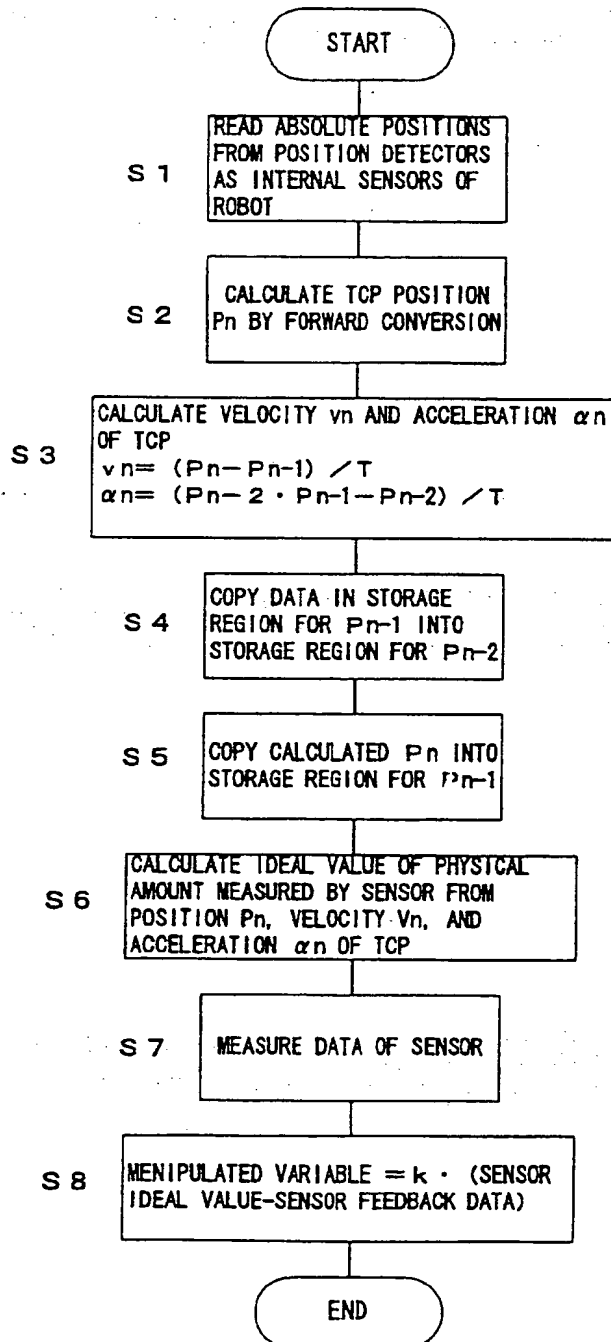 START
S 1
READ ABSOLUTE POSITIONS
FROM POSITION DETECTORS
AS INTERNAL SENSORS OF
ROBOT
S 2
CALCULATE TCP POSITION
Pn BY FORWARD CONVERSION
S 3
CALCULATE VELOCITY vn AND ACCELERATION αn
OF TCP
vn= (Pn-Pn-1) /T
αn= (Pn-2 · Pn-1-Pn-2) /T
S 4
COPY DATA IN STORAGE
REGION FOR Pn-1 INTO
STORAGE REGION FOR Pn-2
S 5
COPY CALCULATED Pn INTO
STORAGE REGION FOR Pn-1
S 6
CALCULATE IDEAL VALUE OF PHYSICAL
AMOUNT MEASURED BY SENSOR FROM
POSITION Pn, VELOCITY Vn, AND
ACCELERATION αn OF TCP
S 7
MEASURE DATA OF SENSOR
S 8
MENIPULATED VARIABLE = k · (SENSOR
IDEAL VALUE-SENSOR FEEDBACK DATA)
END